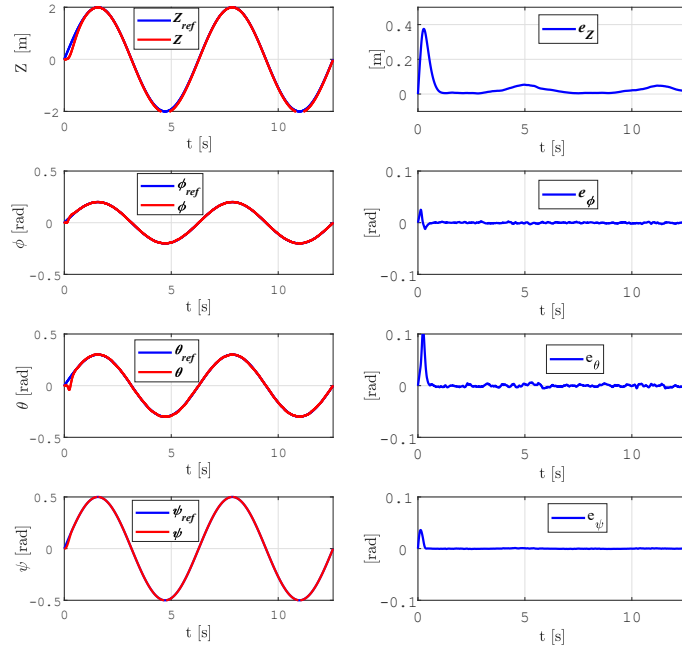 Z [m]
2
0
−2
Z_ref
Z
0 5 10
t [s]
[m]
0.4
0.2
0
e_Z
0 5 10
t [s]
ϕ [rad]
0.5
0
−0.5
ϕ_ref
ϕ
0 5 10
t [s]
[rad]
0.1
0
−0.1
e_ϕ
0 5 10
t [s]
θ [rad]
0.5
0
−0.5
θ_ref
θ
0 5 10
t [s]
[rad]
0.1
0
−0.1
e_θ
0 5 10
t [s]
ψ [rad]
0.5
0
−0.5
ψ_ref
ψ
0 5 10
t [s]
[rad]
0.1
0
−0.1
e_ψ
0 5 10
t [s]